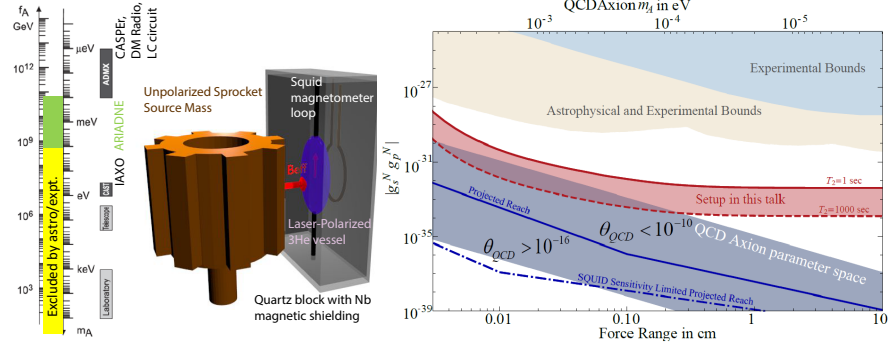 f_A
GeV
10^12
10^9
10^6
10^3
μeV
meV
eV
keV
m_A
Excluded by astro/expt.
ADMX
CAST
Telescope
Laboratory
CASPEr,
DM Radio,
LC circuit
ARIADNE
IAXO
Unpolarized Sprocket
Source Mass
Squid
magnetometer
loop
Beff
Laser-Polarized
3He vessel
Quartz block with Nb
magnetic shielding
QCDAxion m_A in eV
10^-3
10^-4
10^-5
|g_s^N g_p^N|
10^-27
10^-31
10^-35
10^-39
Experimental Bounds
Astrophysical and Experimental Bounds
T_2=1 sec
Setup in this talk
T_2=1000 sec
Projected Reach
θ_QCD <10^-10
θ_QCD >10^-16
QCD Axion parameter space
SQUID Sensitivity Limited Projected Reach
0.01
0.10
1
10
Force Range in cm